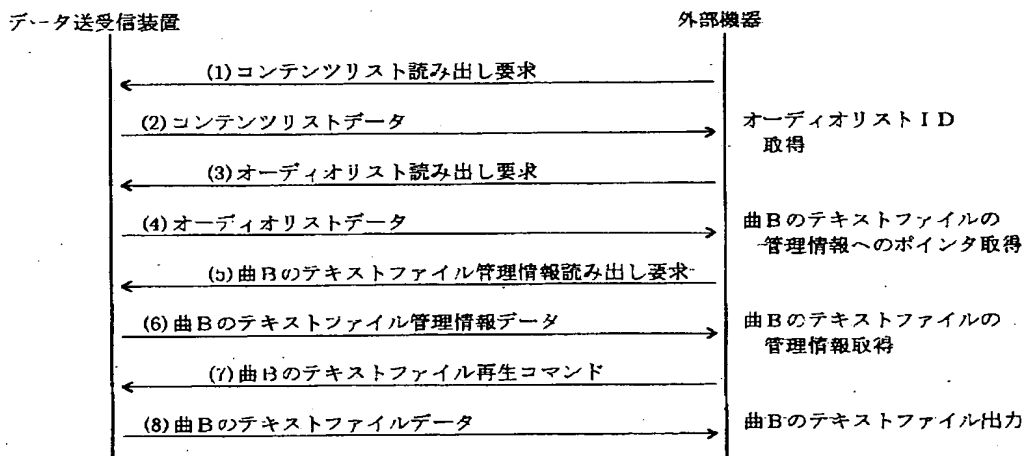 データ送受信装置
外部機器
(1)コンテンツリスト読み出し要求
(2)コンテンツリストデータ
オーディオリストID
取得
(3)オーディオリスト読み出し要求
(4)オーディオリストデータ
曲Bのテキストファイルの
管理情報へのポインタ取得
(5)曲Bのテキストファイル管理情報読み出し要求
(6)曲Bのテキストファイル管理情報データ
曲Bのテキストファイルの
管理情報取得
(7)曲Bのテキストファイル再生コマンド
(8)曲Bのテキストファイルデータ
曲Bのテキストファイル出力